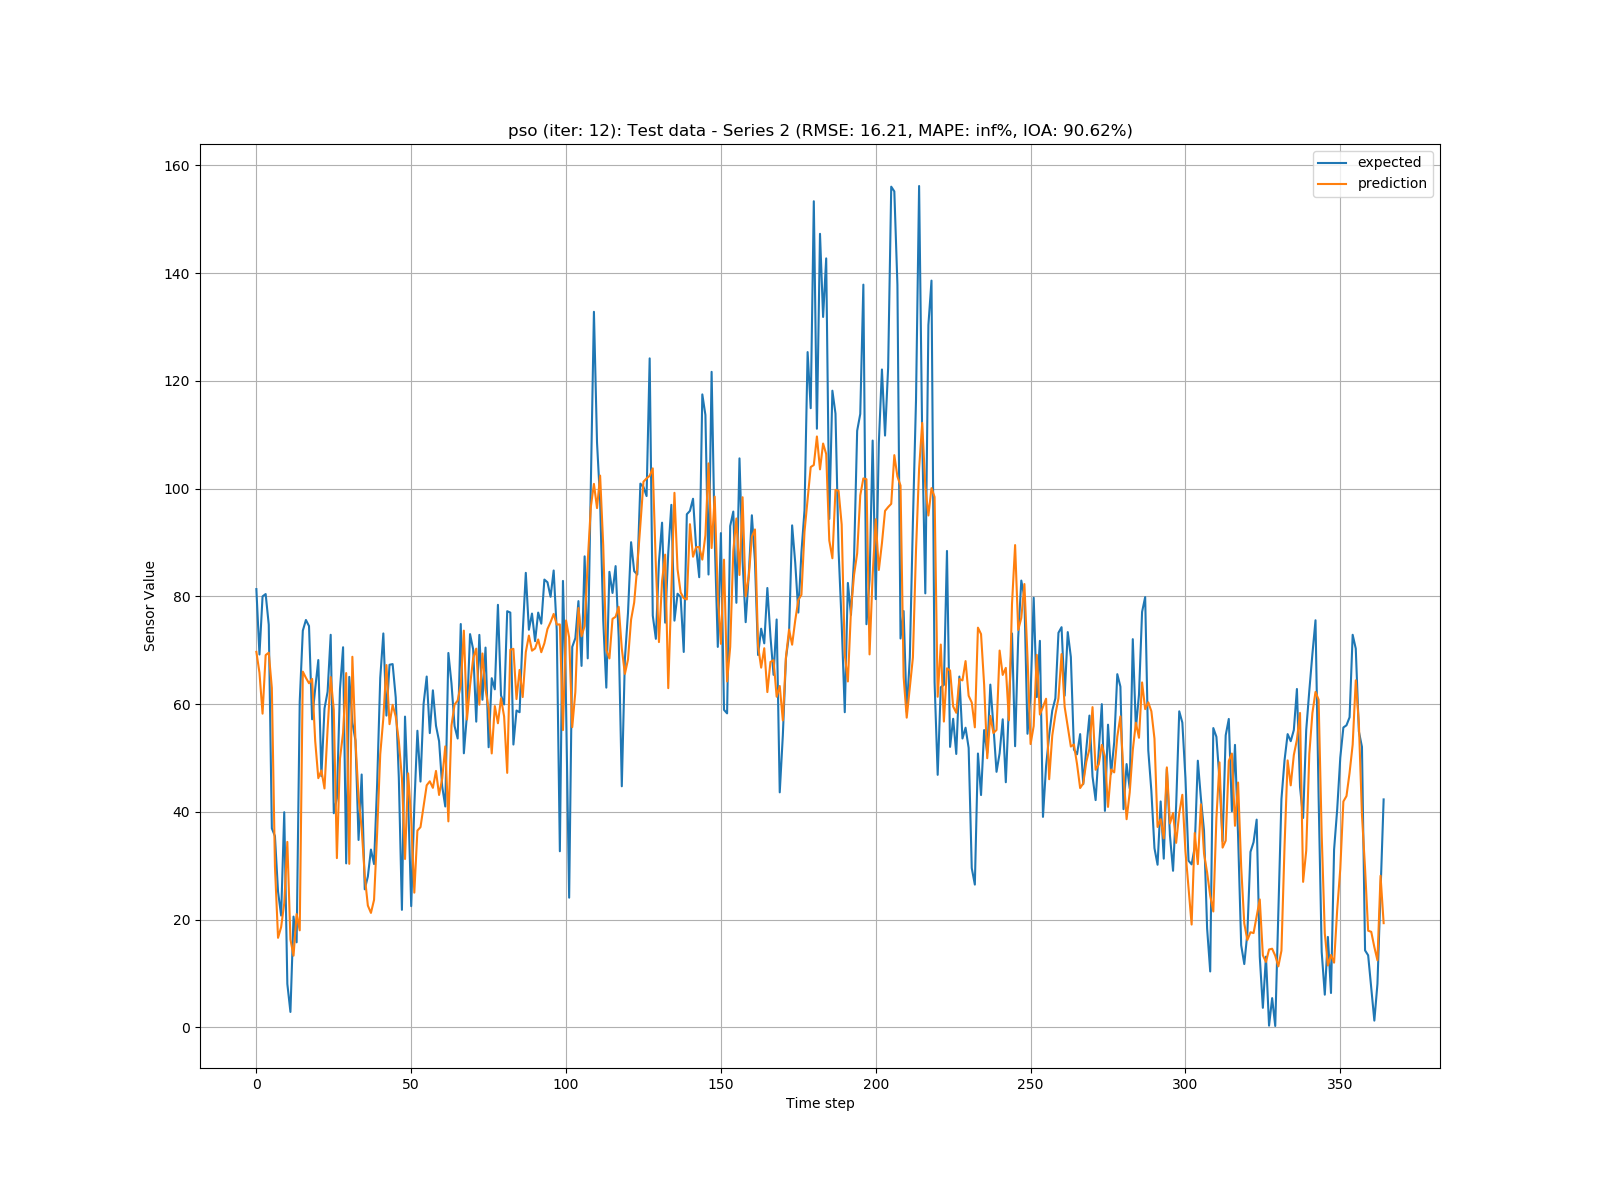 pso (iter: 12): Test data - Series 2 (RMSE: 16.21, MAPE: inf%, IOA: 90.62%)
expected
prediction
160
140
120
100
80
60
40
20
0
Sensor Value
0 50 100 150 200 250 300 350
Time step